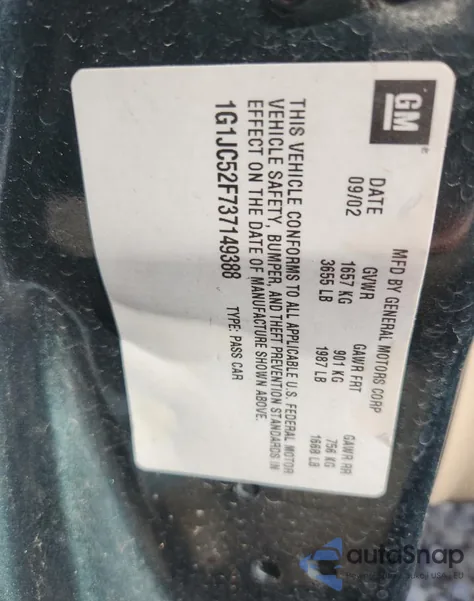 GM
MFD BY GENERAL MOTORS CORP
DATE GVWR GAWR FRT GAWR RR
09/02 1657 KG 901 KG 756 KG
3655 LB 1987 LB 1668 LB
THIS VEHICLE CONFORMS TO ALL APPLICABLE U.S. FEDERAL MOTOR
VEHICLE SAFETY, BUMPER, AND THEFT PREVENTION STANDARDS IN
EFFECT ON THE DATE OF MANUFACTURE SHOWN ABOVE.
1G1JC52F737149388 TYPE: PASS CAR
autoSnap